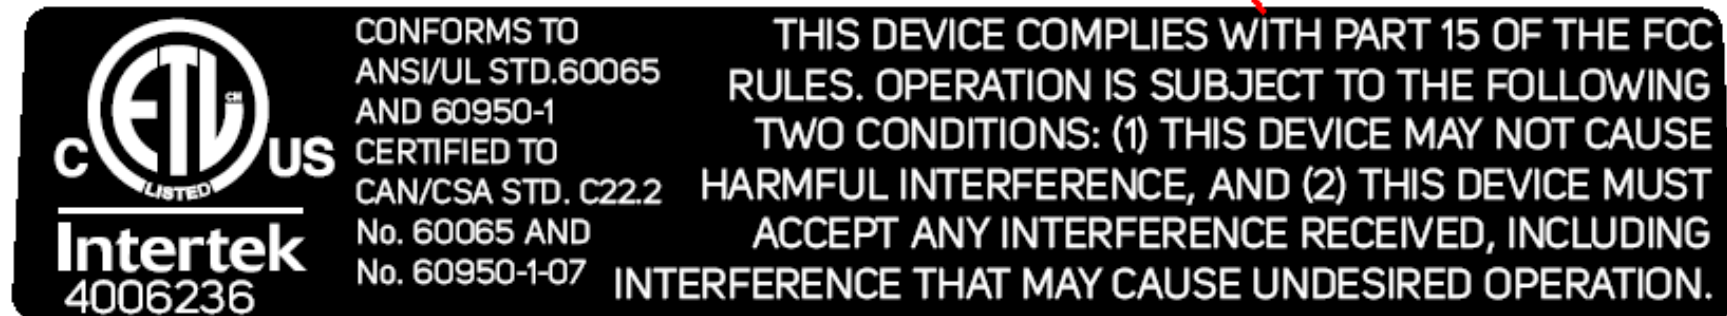 C ETL CM US
LISTED
Intertek
4006236
CONFORMS TO
ANSI/UL STD.60065
AND 60950-1
CERTIFIED TO
CAN/CSA STD. C22.2
No. 60065 AND
No. 60950-1-07
THIS DEVICE COMPLIES WITH PART 15 OF THE FCC
RULES. OPERATION IS SUBJECT TO THE FOLLOWING
TWO CONDITIONS: (1) THIS DEVICE MAY NOT CAUSE
HARMFUL INTERFERENCE, AND (2) THIS DEVICE MUST
ACCEPT ANY INTERFERENCE RECEIVED, INCLUDING
INTERFERENCE THAT MAY CAUSE UNDESIRED OPERATION.